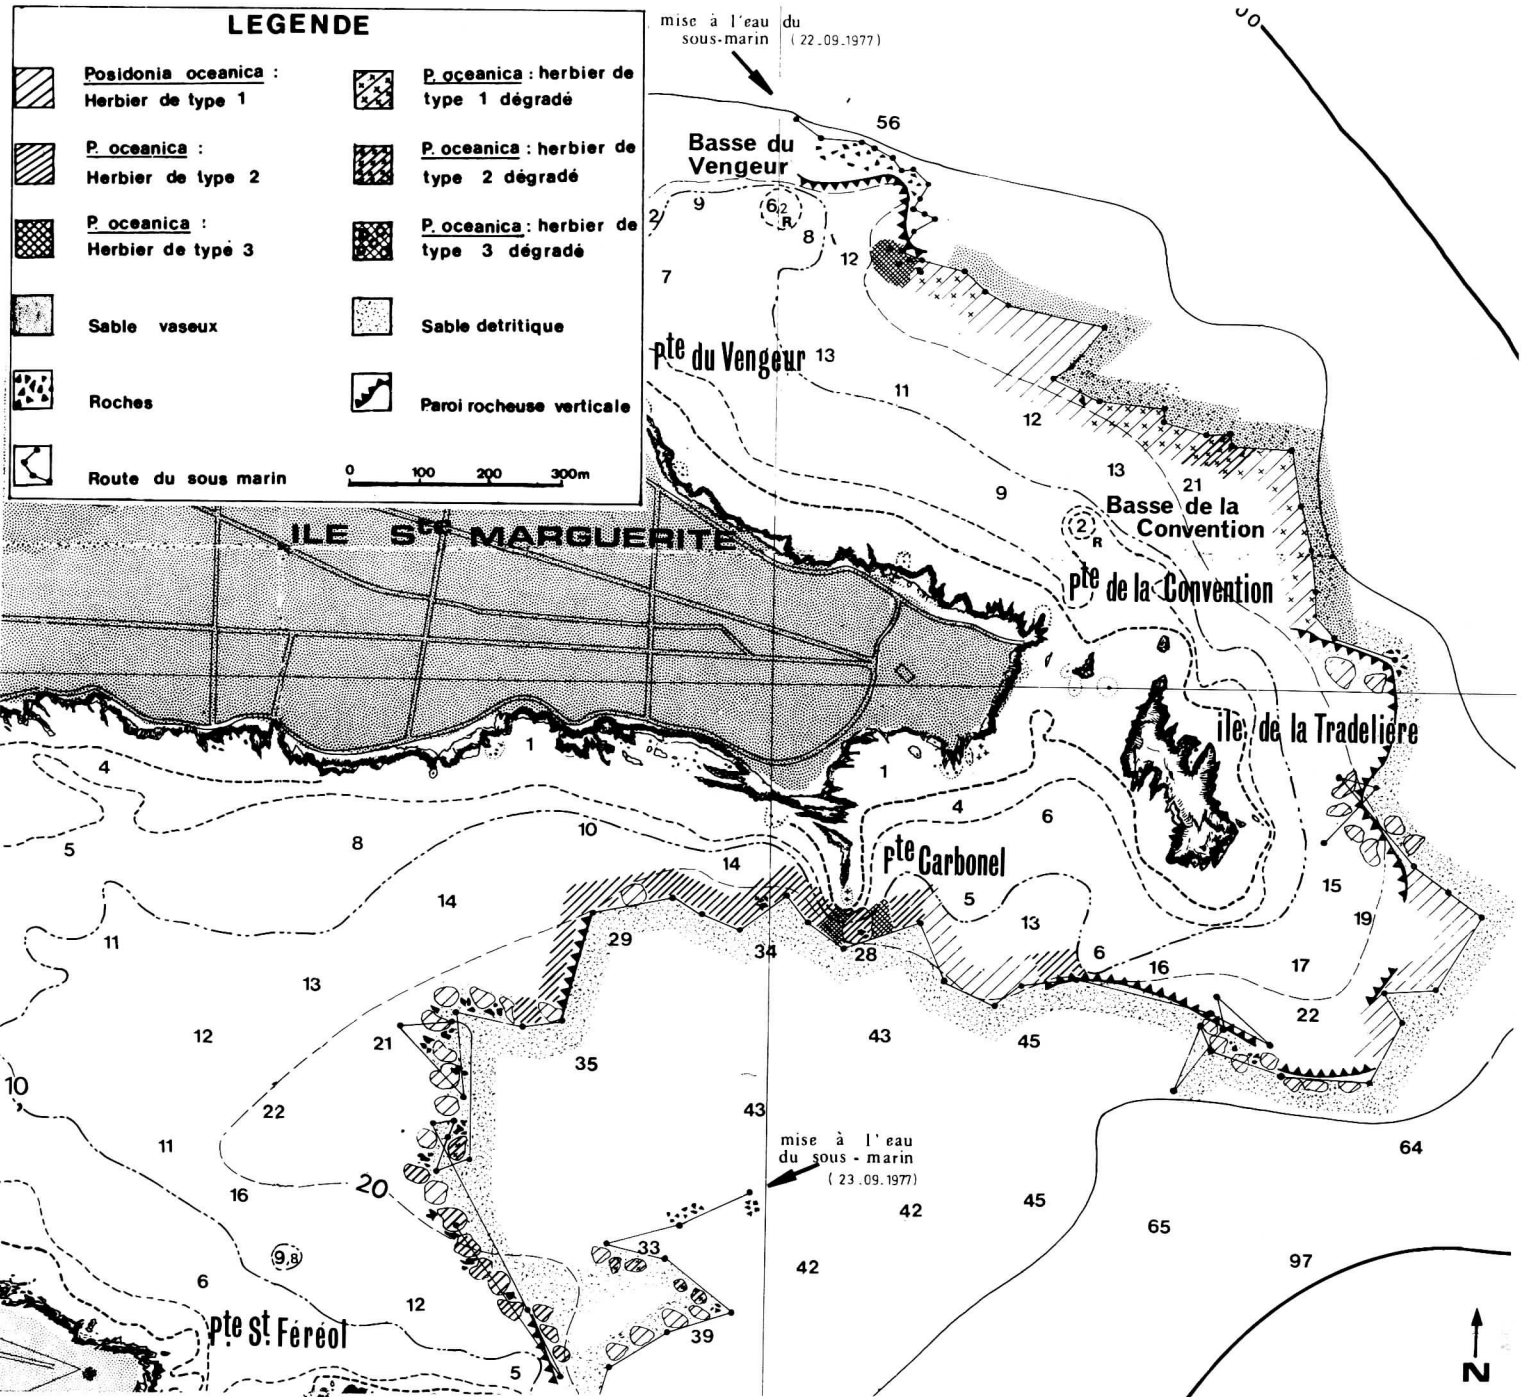 LEGENDE
Posidonia oceanica :
Herbier de type 1
P. oceanica : herbier de
type 1 dégradé
P. oceanica :
Herbier de type 2
P. oceanica : herbier de
type 2 dégradé
P. oceanica :
Herbier de type 3
P. oceanica : herbier de
type 3 dégradé
Sable vaseux
Sable detritique
Roches
Paroi rocheuse verticale
Route du sous marin
0 100 200 300m
mise à l'eau du
sous-marin (22.09.1977)
56
Basse du
Vengeur
2 9 6,2
R
8
12
7
Pte du Vengeur 13
11
12
13
21
9
Basse de la
Convention
2
R
ILE Ste MARGUERITE
Pte de la Convention
île de la Tradelière
1
1
4
4
6
10
8
5
14
Pte Carbonel
5
15
14
19
13
11
29
34
28
6
16
17
13
12
22
21
43
45
35
10
22
43
11
mise à l'eau
du sous-marin
(23.09.1977)
64
20
16
45
42
65
33
9,8
97
42
6
12
Pte St Féréol
39
5
N